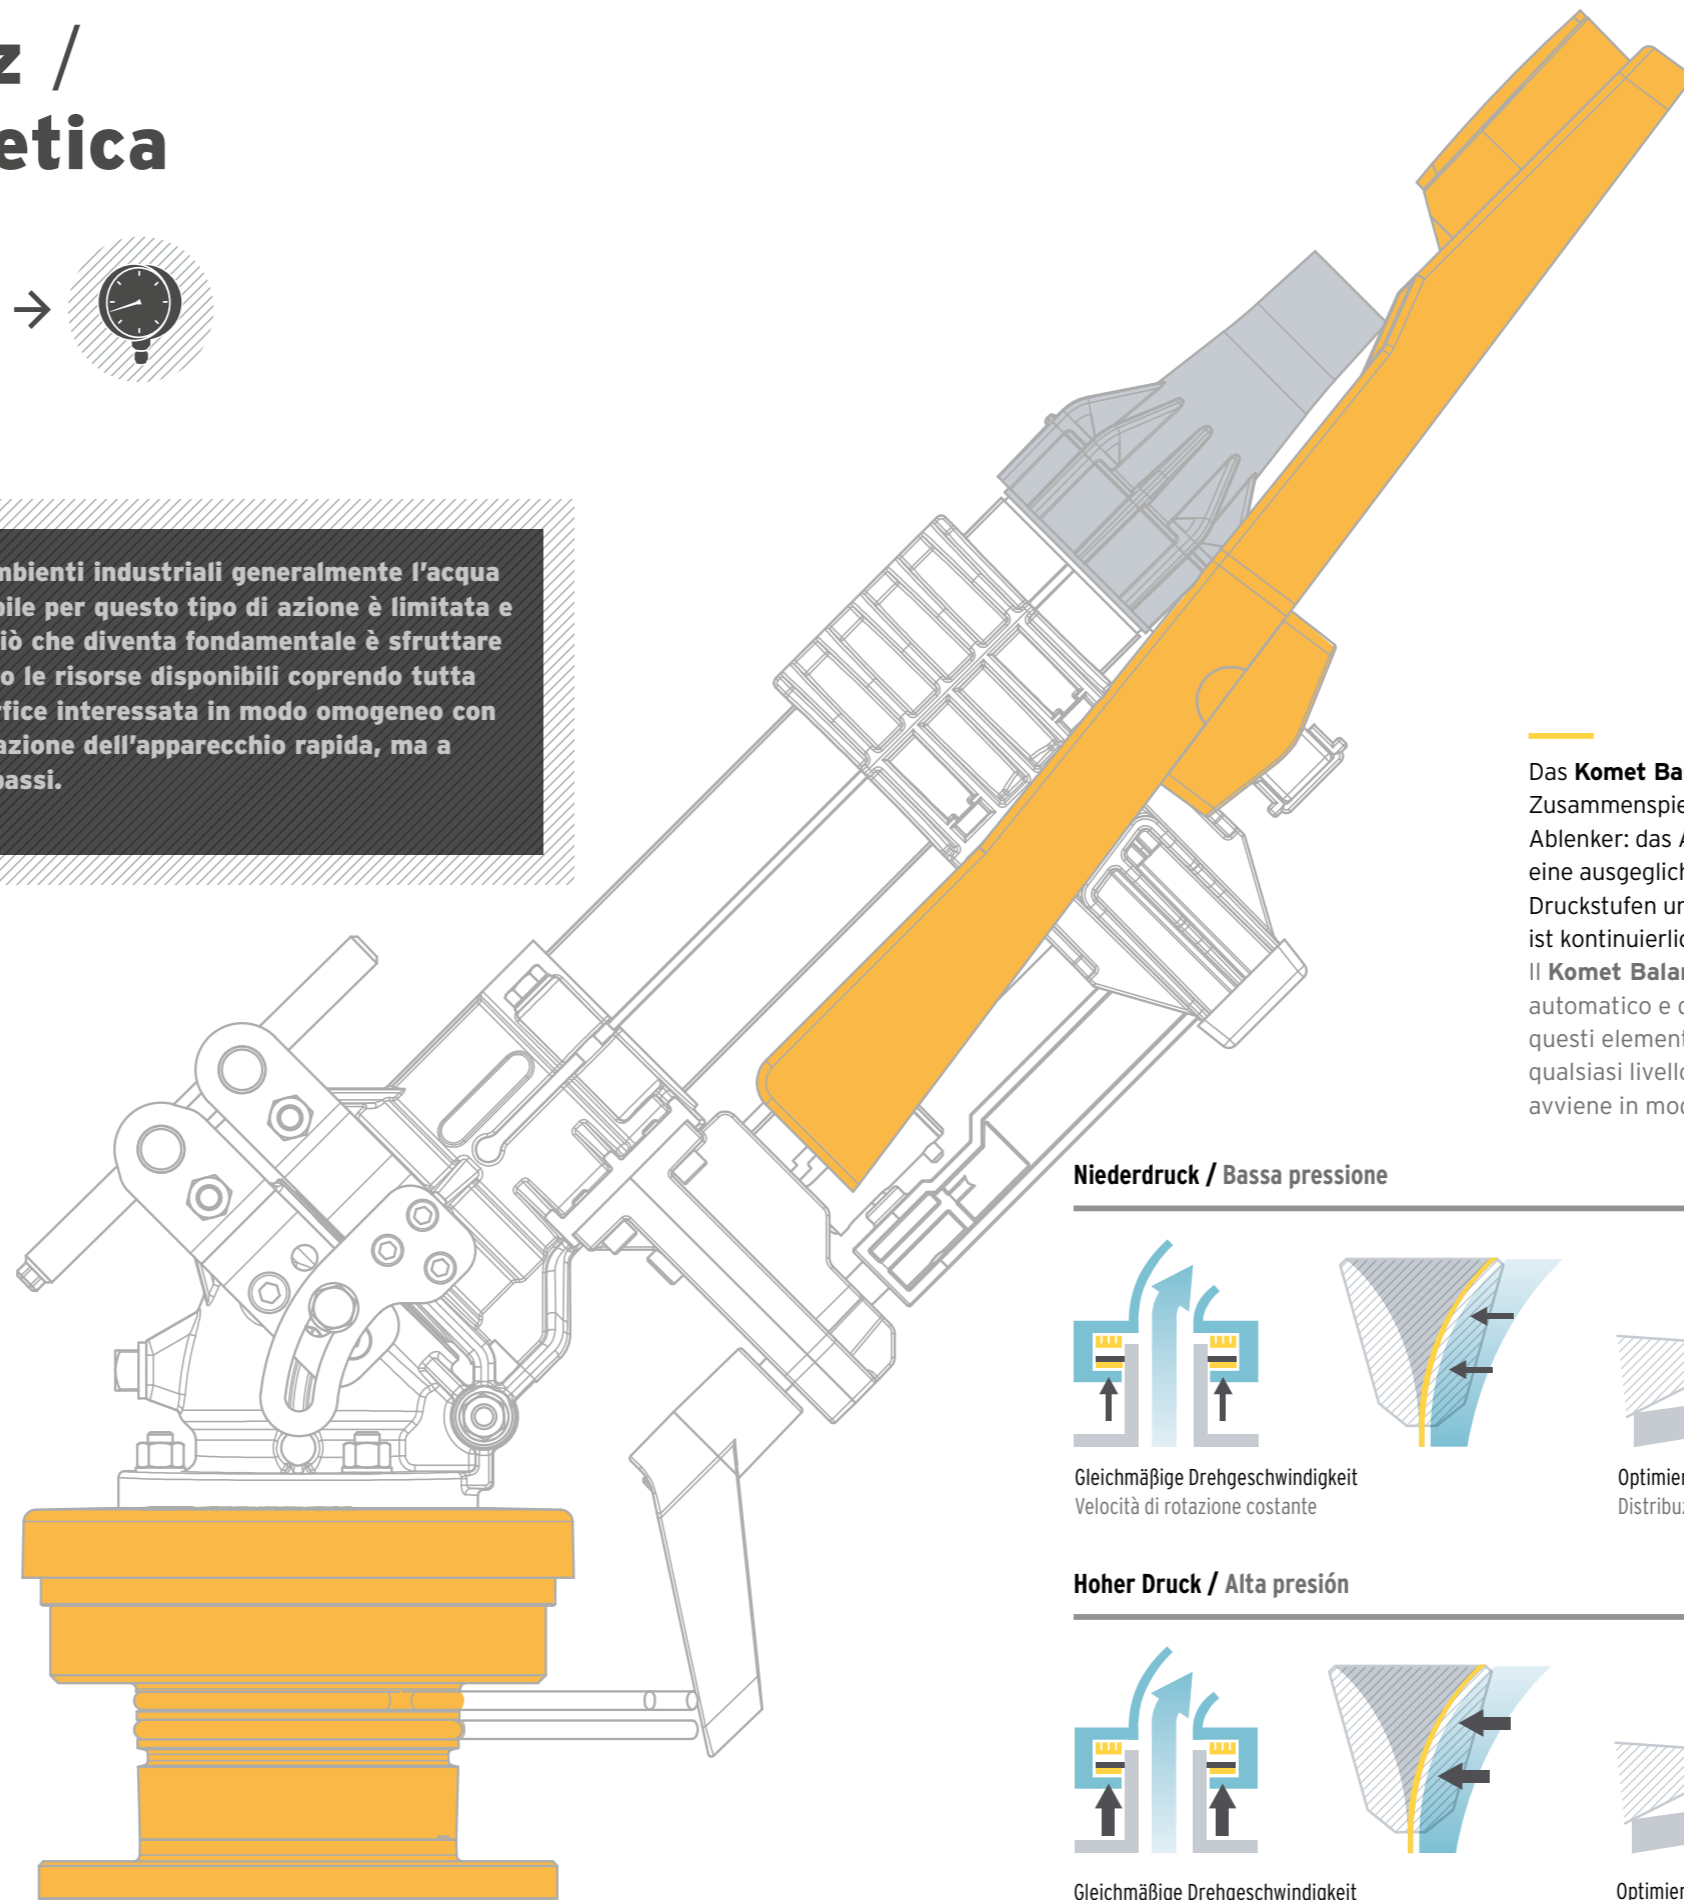 z /
etica
mbienti industriali generalmente l'acqua
bile per questo tipo di azione è limitata e
iò che diventa fondamentale è sfruttare
o le risorse disponibili coprendo tutta
rfice interessata in modo omogeneo con
azione dell'apparecchio rapida, ma a
passi.
Das Komet Ba
Zusammenspie
Ablenker: das A
eine ausgeglich
Druckstufen un
ist kontinuierlic
Il Komet Balan
automatico e d
questi element
qualsiasi livello
avviene in mod
Niederdruck / Bassa pressione
Gleichmäßige Drehgeschwindigkeit
Velocità di rotazione costante
Optimier
Distribuz
Hoher Druck / Alta presión
Gleichmäßige Drehgeschwindigkeit
Optimier